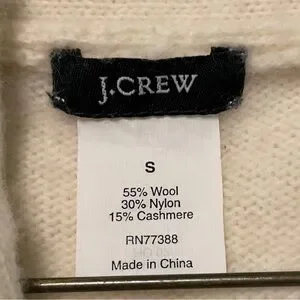 J.CREW
S
55% Wool
30% Nylon
15% Cashmere
RN77388
Made in China